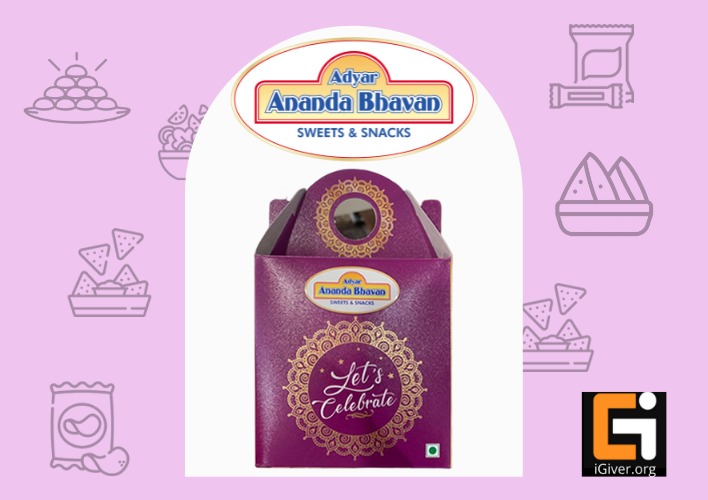 Adyar
Ananda Bhavan
SWEETS & SNACKS
Adyar
Ananda Bhavan
SWEETS & SNACKS
Let's
Celebrate
iGiver.org